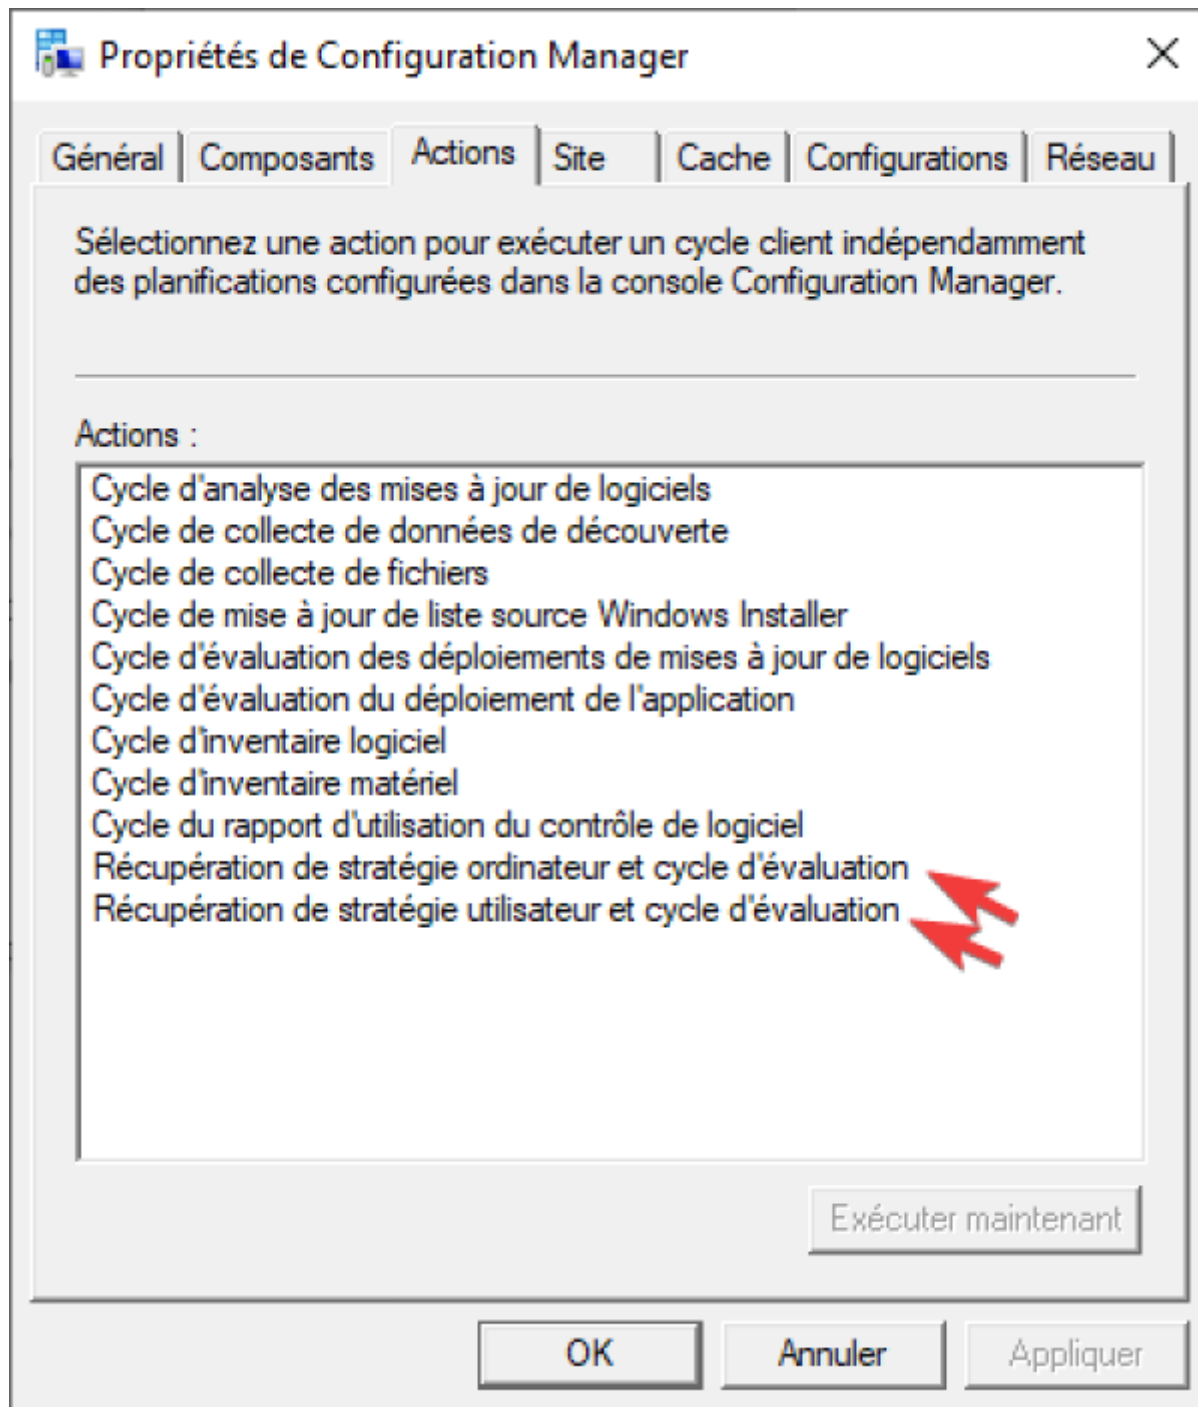 Propriétés de Configuration Manager
Général Composants Actions Site Cache Configurations Réseau
Sélectionnez une action pour exécuter un cycle client indépendamment
des planifications configurées dans la console Configuration Manager.
Actions :
Cycle d'analyse des mises à jour de logiciels
Cycle de collecte de données de découverte
Cycle de collecte de fichiers
Cycle de mise à jour de liste source Windows Installer
Cycle d'évaluation des déploiements de mises à jour de logiciels
Cycle d'évaluation du déploiement de l'application
Cycle d'inventaire logiciel
Cycle d'inventaire matériel
Cycle du rapport d'utilisation du contrôle de logiciel
Récupération de stratégie ordinateur et cycle d'évaluation
Récupération de stratégie utilisateur et cycle d'évaluation
Exécuter maintenant
OK Annuler Appliquer